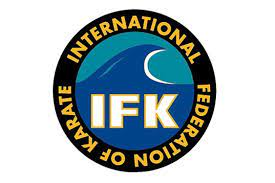 INTERNATIONAL
FEDERATION OF KARATE
IFK